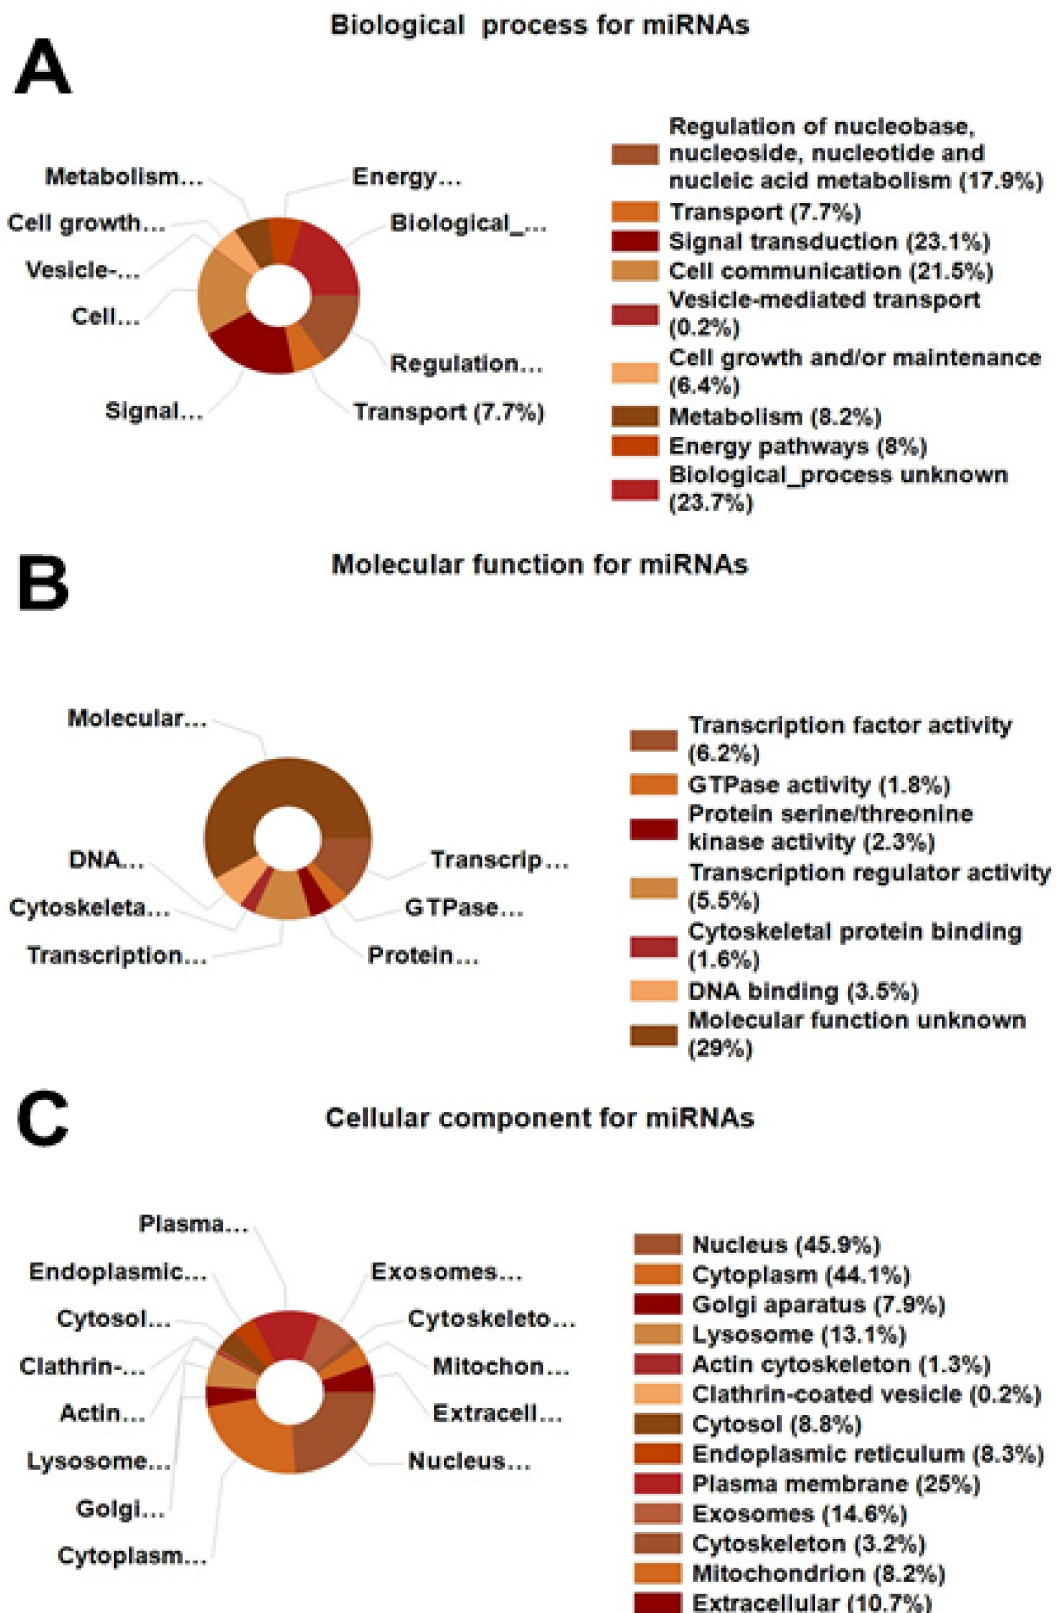 Biological process for miRNAs
A
Metabolism...
Cell growth...
Vesicle-...
Cell...
Signal...
Energy...
Biological_...
Regulation...
Transport (7.7%)
Regulation of nucleobase,
nucleoside, nucleotide and
nucleic acid metabolism (17.9%)
Transport (7.7%)
Signal transduction (23.1%)
Cell communication (21.5%)
Vesicle-mediated transport
(0.2%)
Cell growth and/or maintenance
(6.4%)
Metabolism (8.2%)
Energy pathways (8%)
Biological_process unknown
(23.7%)
B
Molecular function for miRNAs
Molecular...
DNA...
Cytoskeleta...
Transcription...
Transcrip...
GTPase...
Protein...
Transcription factor activity
(6.2%)
GTPase activity (1.8%)
Protein serine/threonine
kinase activity (2.3%)
Transcription regulator activity
(5.5%)
Cytoskeletal protein binding
(1.6%)
DNA binding (3.5%)
Molecular function unknown
(29%)
C
Cellular component for miRNAs
Plasma...
Endoplasmic...
Cytosol...
Clathrin-...
Actin...
Lysosome...
Golgi...
Cytoplasm...
Exosomes...
Cytoskeleto...
Mitochon...
Extracell...
Nucleus...
Nucleus (45.9%)
Cytoplasm (44.1%)
Golgi aparatus (7.9%)
Lysosome (13.1%)
Actin cytoskeleton (1.3%)
Clathrin-coated vesicle (0.2%)
Cytosol (8.8%)
Endoplasmic reticulum (8.3%)
Plasma membrane (25%)
Exosomes (14.6%)
Cytoskeleton (3.2%)
Mitochondrion (8.2%)
Extracellular (10.7%)